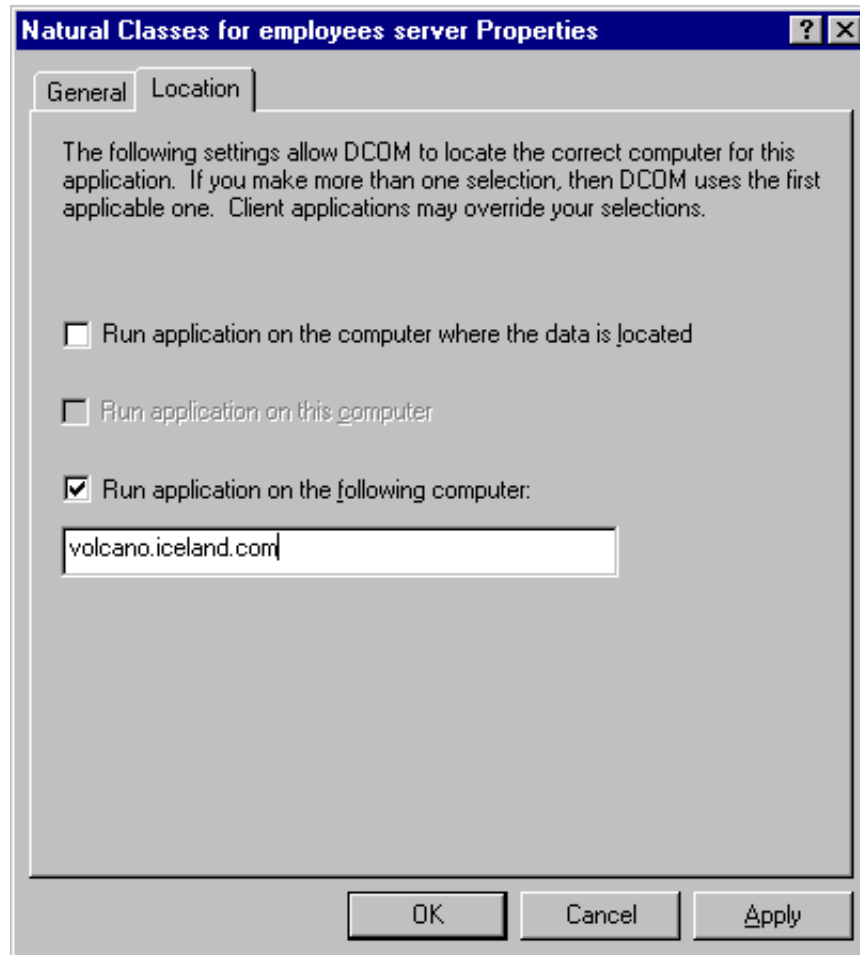 Natural Classes for employees server Properties
General
Location
The following settings allow DCOM to locate the correct computer for this
application. If you make more than one selection, then DCOM uses the first
applicable one. Client applications may override your selections.
Run application on the computer where the data is located
Run application on this computer
Run application on the following computer:
volcano.iceland.com
OK
Cancel
Apply